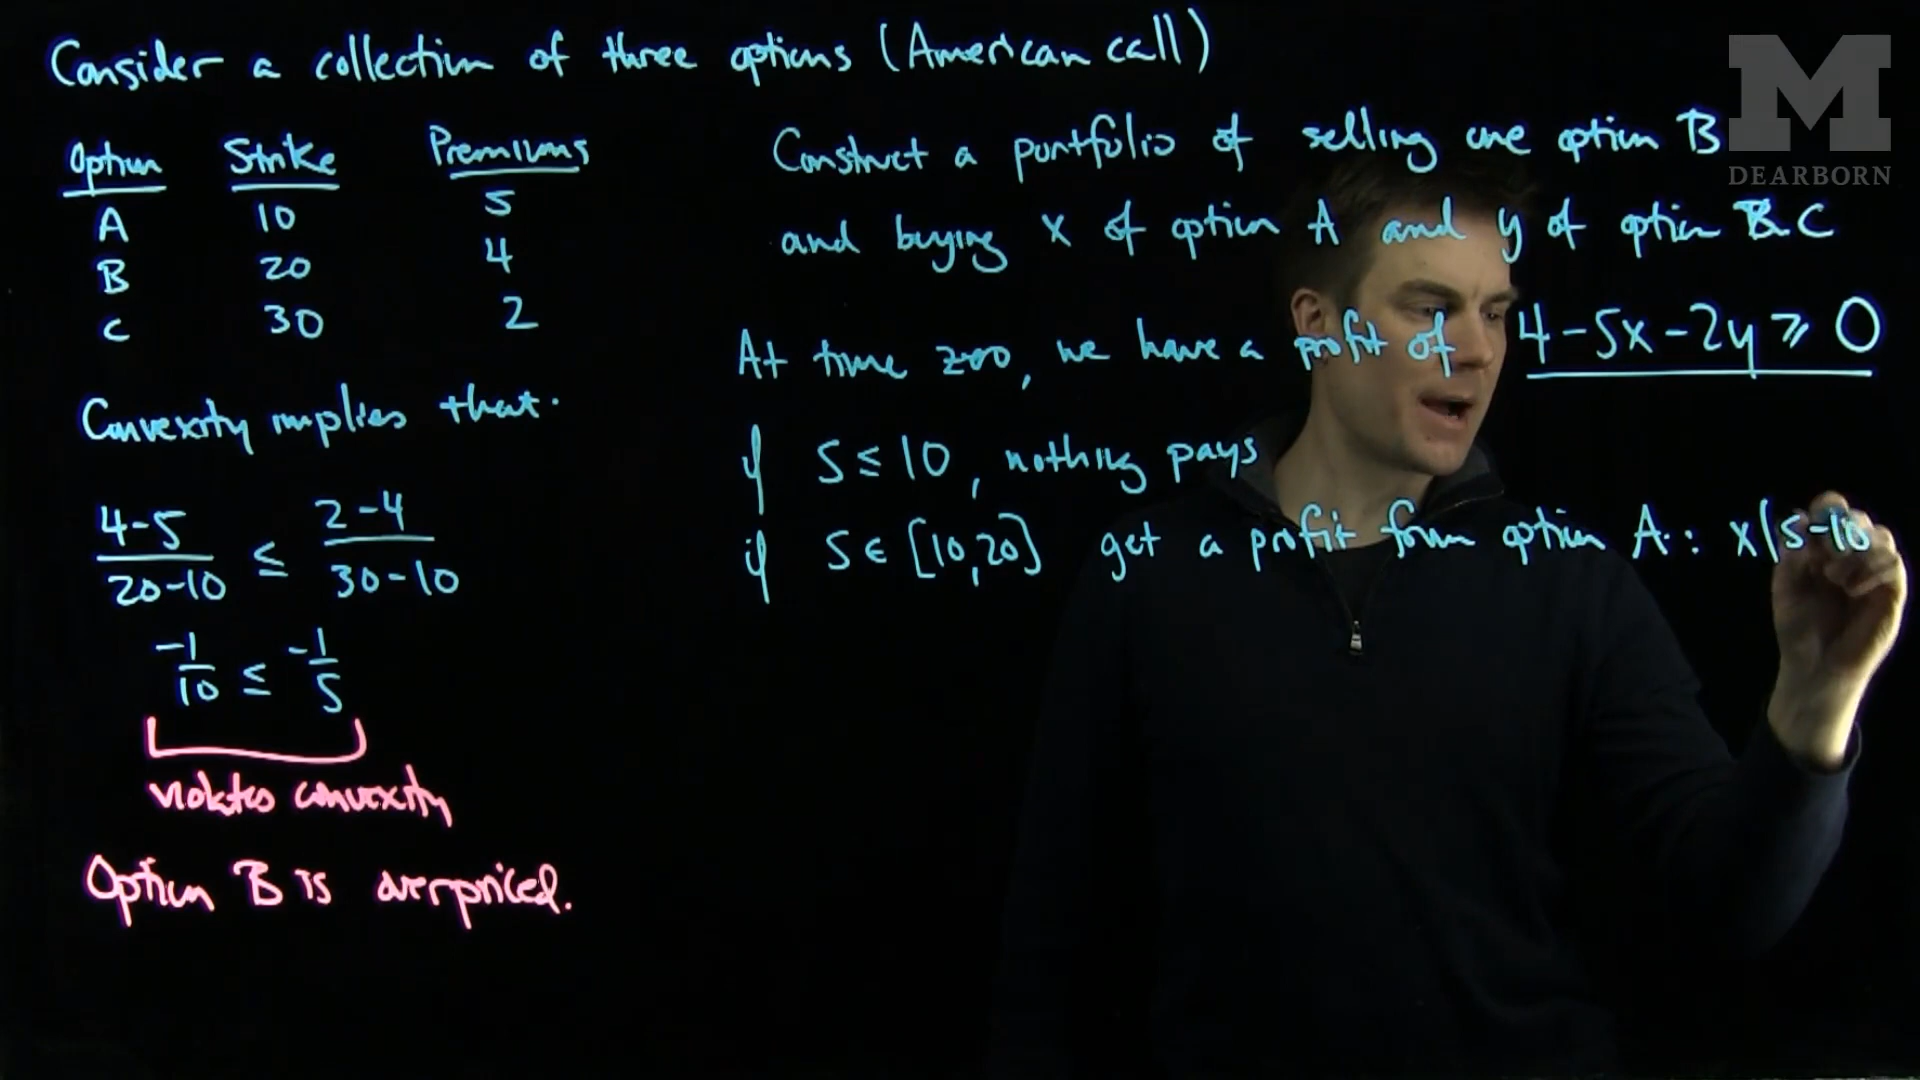 Consider a collection of three options (American call)
Option Strike Premiums
A 10 5
B 20 4
C 30 2
Convexity implies that.
4-5 / 20-10 ≤ 2-4 / 30-10
-1/10 ≤ -1/5
violates convexity
Option B is overpriced.
Construct a portfolio of selling one option B
and buying x of option A and y of option C
At time zero, we have a profit of 4-5x-2y ≥ 0
if S ≤ 10, nothing pays
if S ∈ [10,20] get a profit from option A: x(S-10
M
DEARBORN